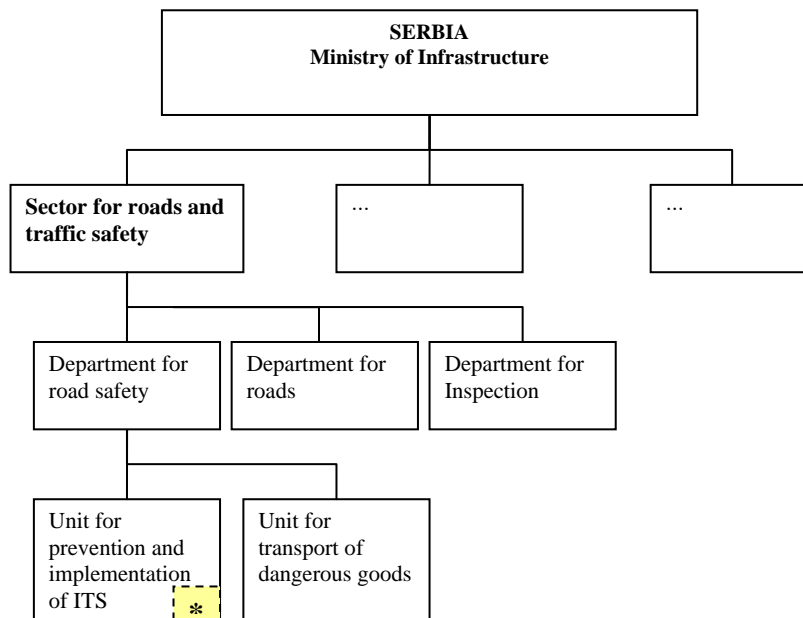 SERBIA
Ministry of Infrastructure
Sector for roads and
traffic safety
...
...
Department for
road safety
Department for
roads
Department for
Inspection
Unit for
prevention and
implementation
of ITS
*
Unit for
transport of
dangerous goods